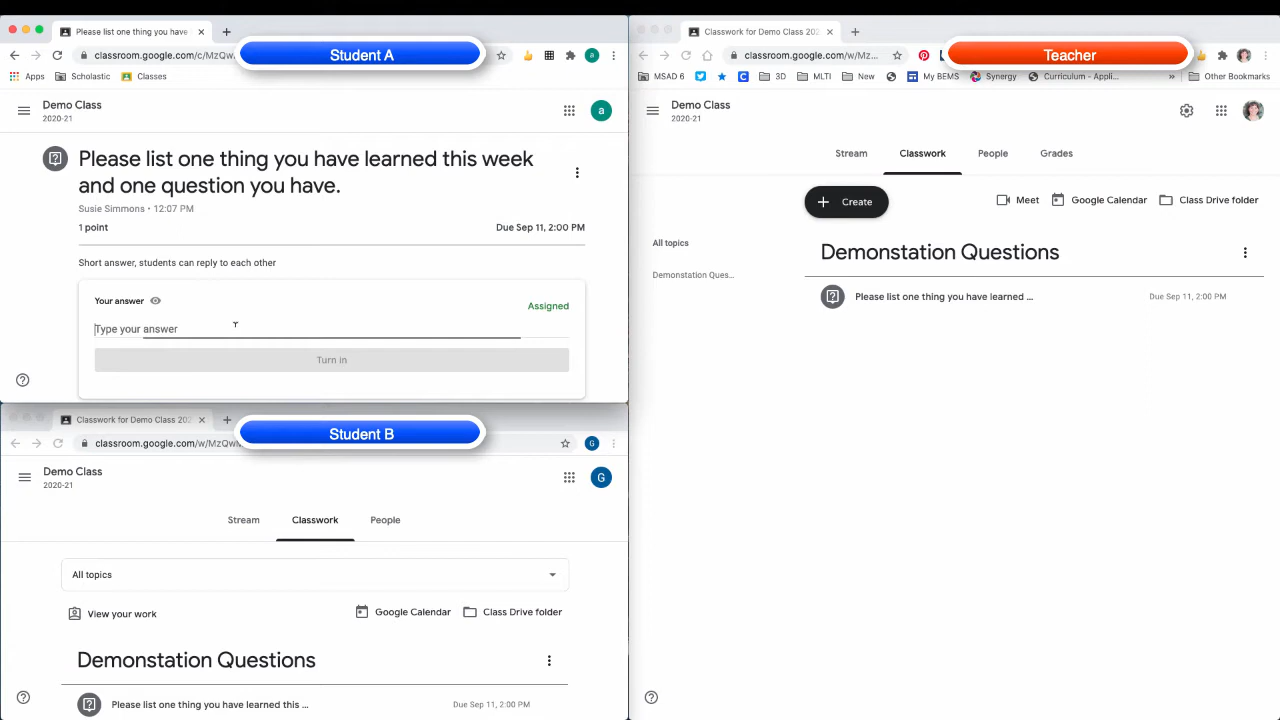 Please list one thing you have
classroom.google.com/c/MzQw
Student A
a
Apps
Scholastic
Classes
Demo Class
2020-21
a
Please list one thing you have learned this week
and one question you have.
Susie Simmons • 12:07 PM
1 point
Due Sep 11, 2:00 PM
Short answer, students can reply to each other
Your answer
Assigned
Type your answer
Turn in
Classwork for Demo Class 202
classroom.google.com/w/MzQwM
Student B
G
Demo Class
2020-21
G
Stream
Classwork
People
All topics
View your work
Google Calendar
Class Drive folder
Demonstation Questions
Please list one thing you have learned this ...
Due Sep 11, 2:00 PM
Classwork for Demo Class 202
classroom.google.com/w/Mz...
Teacher
MSAD 6
3D
MLTI
New
My BEMS
Synergy
Curriculum - Appli...
»
Other Bookmarks
Demo Class
2020-21
Stream
Classwork
People
Grades
+ Create
Meet
Google Calendar
Class Drive folder
All topics
Demonstation Ques...
Demonstation Questions
Please list one thing you have learned ...
Due Sep 11, 2:00 PM